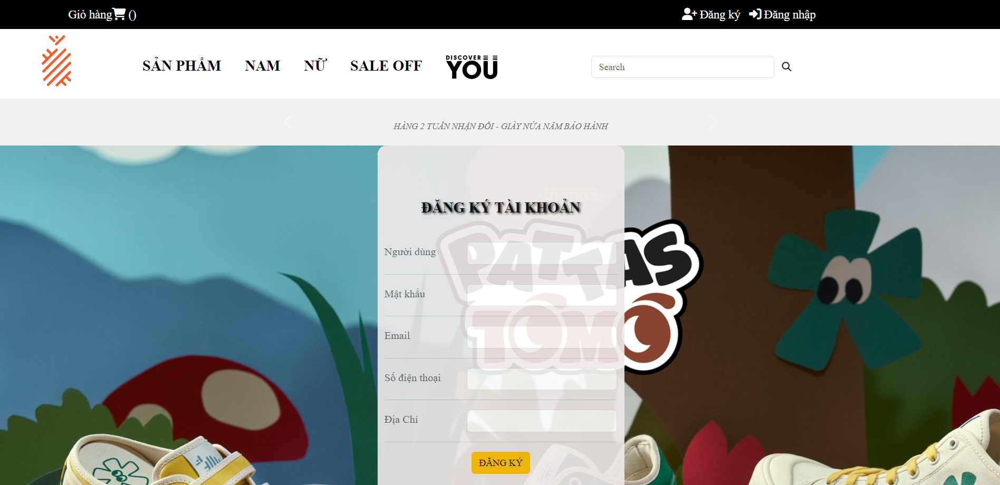 Giỏ hàng ()
Đăng ký Đăng nhập
SẢN PHẨM NAM NỮ SALE OFF DISCOVER YOU
Search
HÀNG 2 TUẦN NHẬN ĐỔI - GIÀY NỬA NĂM BẢO HÀNH
Ananas
ĐĂNG KÝ TÀI KHOẢN
PATTAS
TOMO
Người dùng
Mật khẩu
Email
Số điện thoại
Địa Chỉ
ĐĂNG KÝ